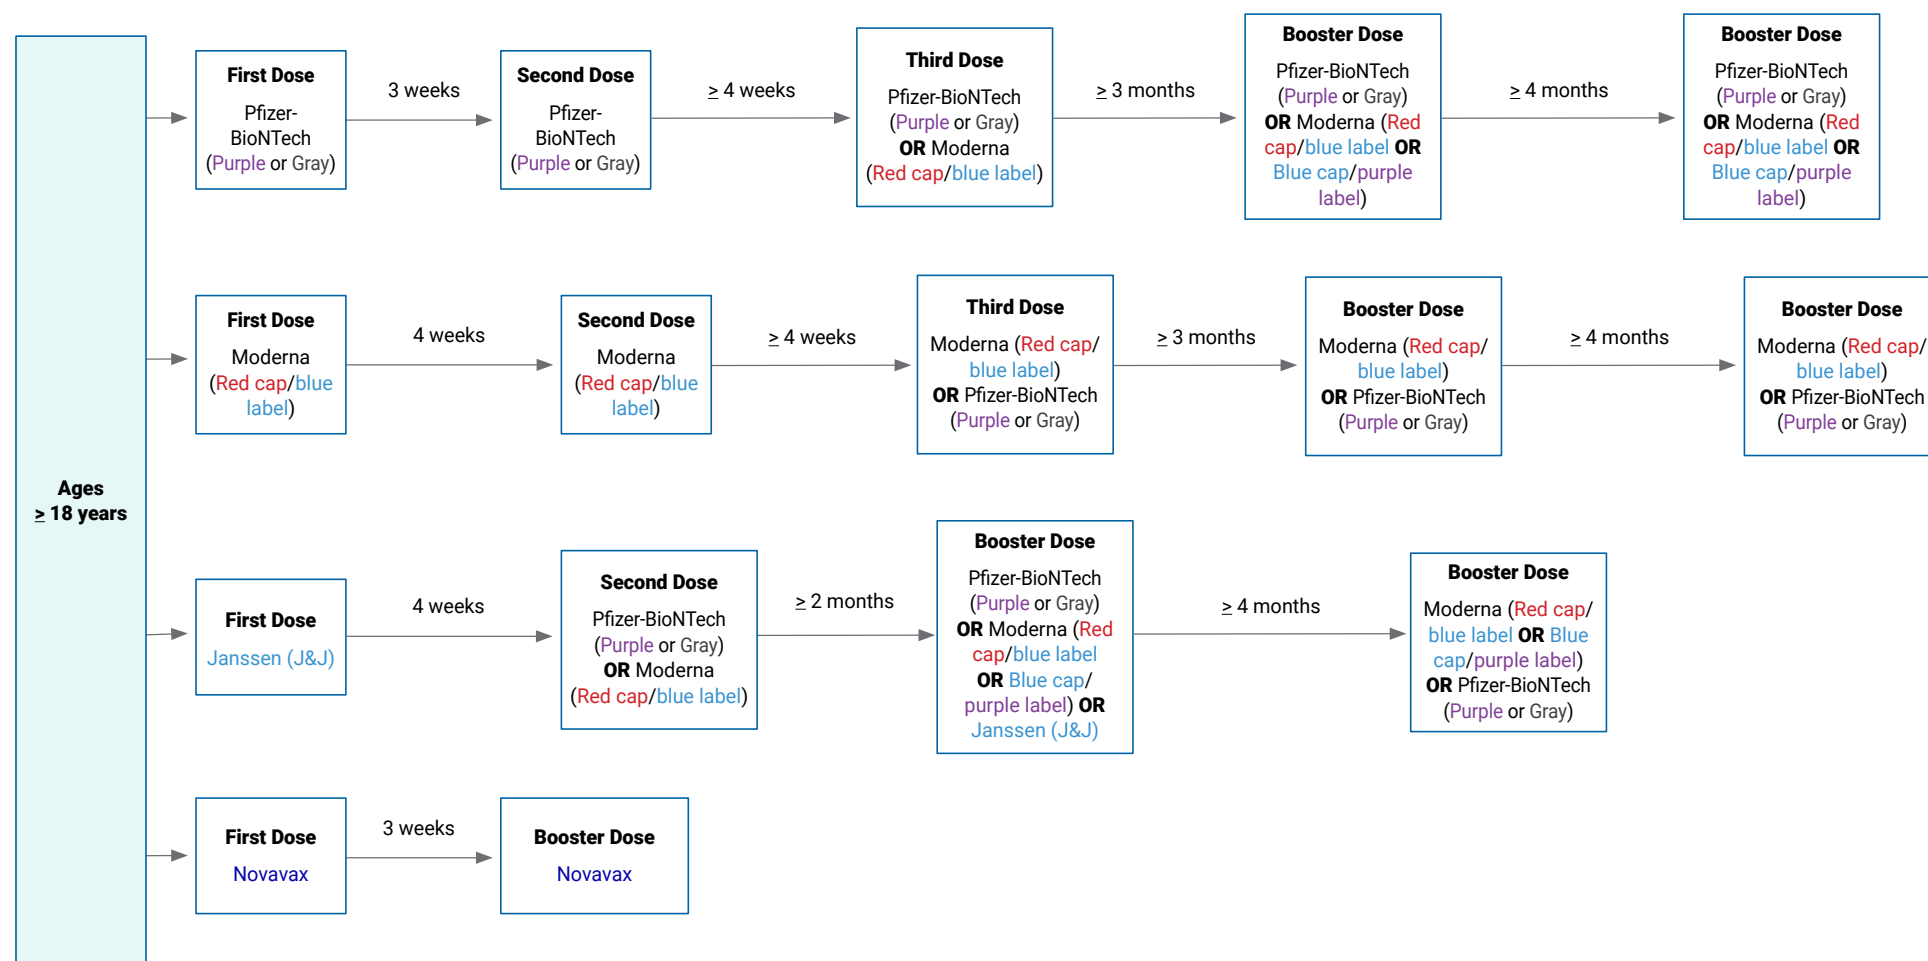 Ages
≥ 18 years
First Dose
Pfizer-
BioNTech
(Purple or Gray)
3 weeks
Second Dose
Pfizer-
BioNTech
(Purple or Gray)
≥ 4 weeks
Third Dose
Pfizer-BioNTech
(Purple or Gray)
OR Moderna
(Red cap/blue label)
≥ 3 months
Booster Dose
Pfizer-BioNTech
(Purple or Gray)
OR Moderna (Red
cap/blue label OR
Blue cap/purple
label)
≥ 4 months
Booster Dose
Pfizer-BioNTech
(Purple or Gray)
OR Moderna (Red
cap/blue label OR
Blue cap/purple
label)
First Dose
Moderna
(Red cap/blue
label)
4 weeks
Second Dose
Moderna
(Red cap/blue
label)
≥ 4 weeks
Third Dose
Moderna (Red cap/
blue label)
OR Pfizer-BioNTech
(Purple or Gray)
≥ 3 months
Booster Dose
Moderna (Red cap/
blue label)
OR Pfizer-BioNTech
(Purple or Gray)
≥ 4 months
Booster Dose
Moderna (Red cap/
blue label)
OR Pfizer-BioNTech
(Purple or Gray)
First Dose
Janssen (J&J)
4 weeks
Second Dose
Pfizer-BioNTech
(Purple or Gray)
OR Moderna
(Red cap/blue label)
≥ 2 months
Booster Dose
Pfizer-BioNTech
(Purple or Gray)
OR Moderna (Red
cap/blue label
OR Blue cap/
purple label) OR
Janssen (J&J)
≥ 4 months
Booster Dose
Moderna (Red cap/
blue label OR Blue
cap/purple label)
OR Pfizer-BioNTech
(Purple or Gray)
First Dose
Novavax
3 weeks
Booster Dose
Novavax